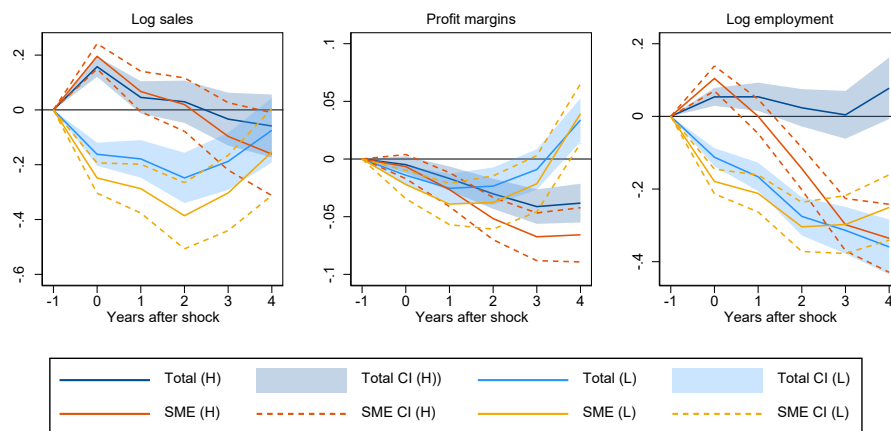 Log sales
.2
0
-.2
-.4
-.6
-1 0 1 2 3 4
Years after shock
Profit margins
.1
.05
0
-.05
-.1
-1 0 1 2 3 4
Years after shock
Log employment
.2
0
-.2
-.4
-1 0 1 2 3 4
Years after shock
Total (H) Total CI (H)) Total (L) Total CI (L)
SME (H) SME CI (H) SME (L) SME CI (L)